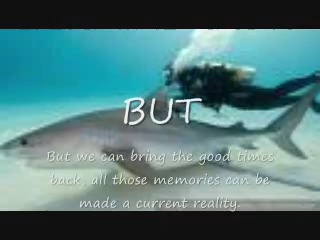 BUT
But we can bring the good times
back, all those memories can be
made a current reality.